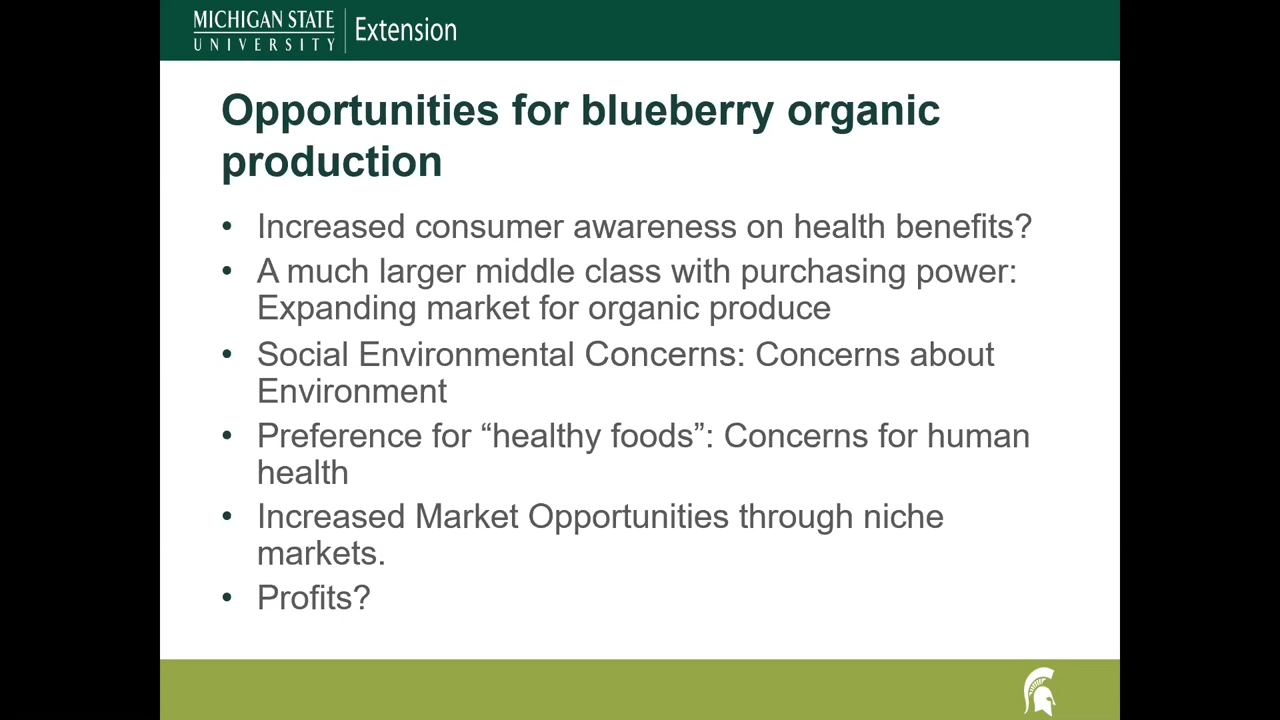 MICHIGAN STATE
UNIVERSITY
Extension
Opportunities for blueberry organic
production
• Increased consumer awareness on health benefits?
• A much larger middle class with purchasing power:
Expanding market for organic produce
• Social Environmental Concerns: Concerns about
Environment
• Preference for “healthy foods”: Concerns for human
health
• Increased Market Opportunities through niche
markets.
• Profits?